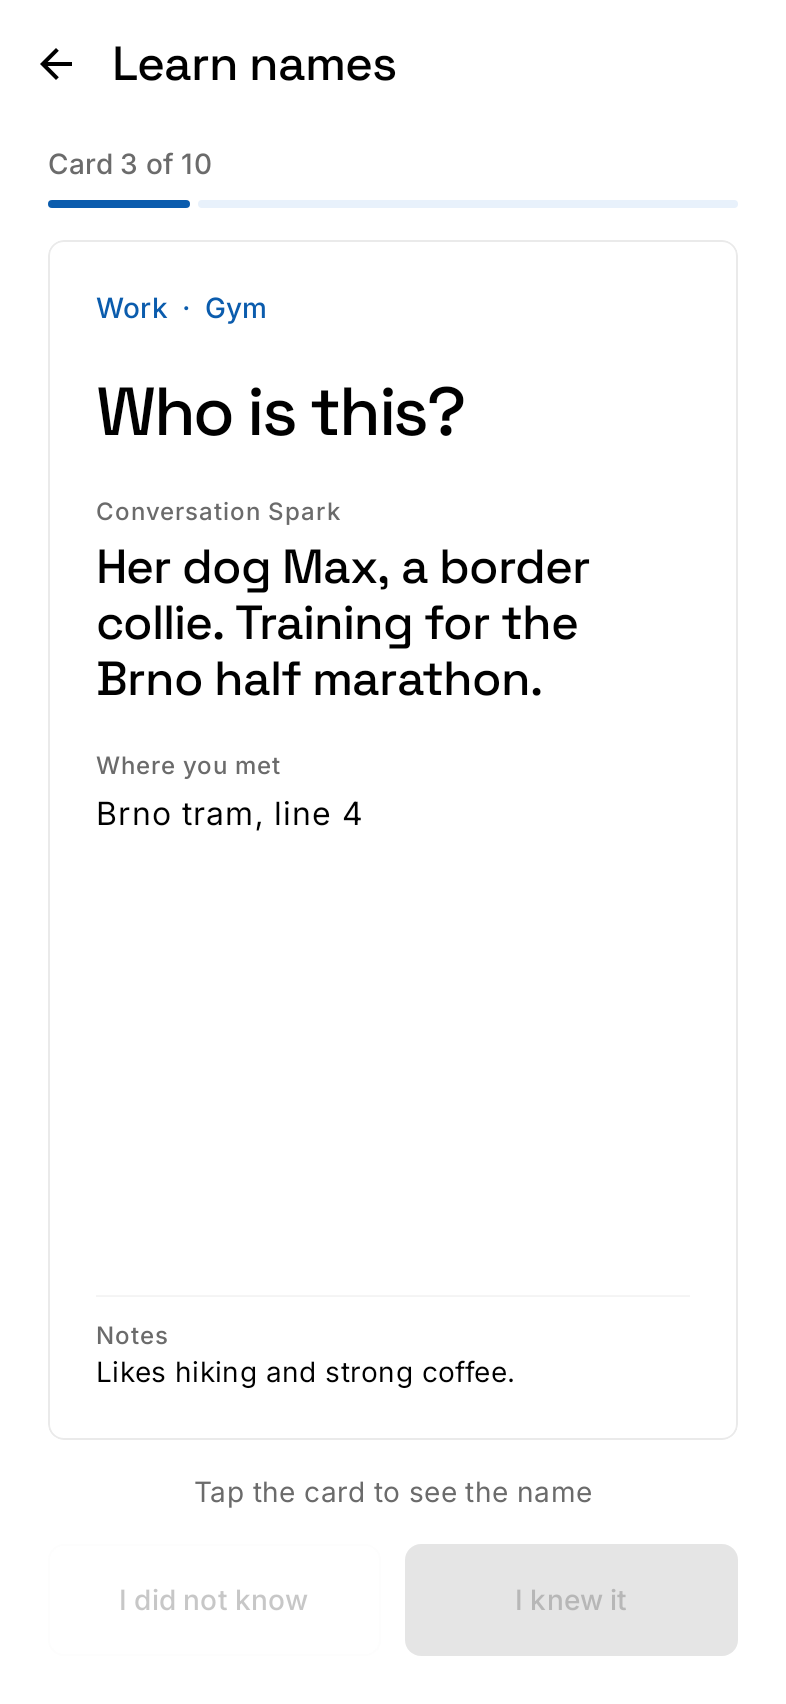 Learn names
Card 3 of 10
Work · Gym
Who is this?
Conversation Spark
Her dog Max, a border
collie. Training for the
Brno half marathon.
Where you met
Brno tram, line 4
Notes
Likes hiking and strong coffee.
Tap the card to see the name
I did not know
I knew it